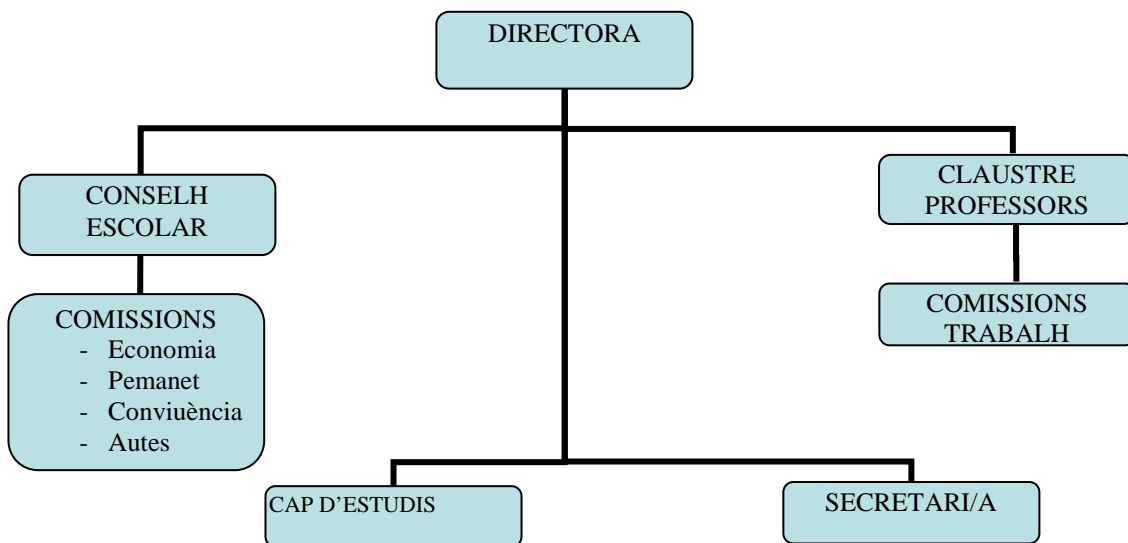 DIRECTORA
CONSELH
ESCOLAR
CLAUSTRE
PROFESSORS
COMISSIONS
- Economia
- Pemanet
- Conviuència
- Autes
COMISSIONS
TRABALH
CAP D'ESTUDIS
SECRETARI/A